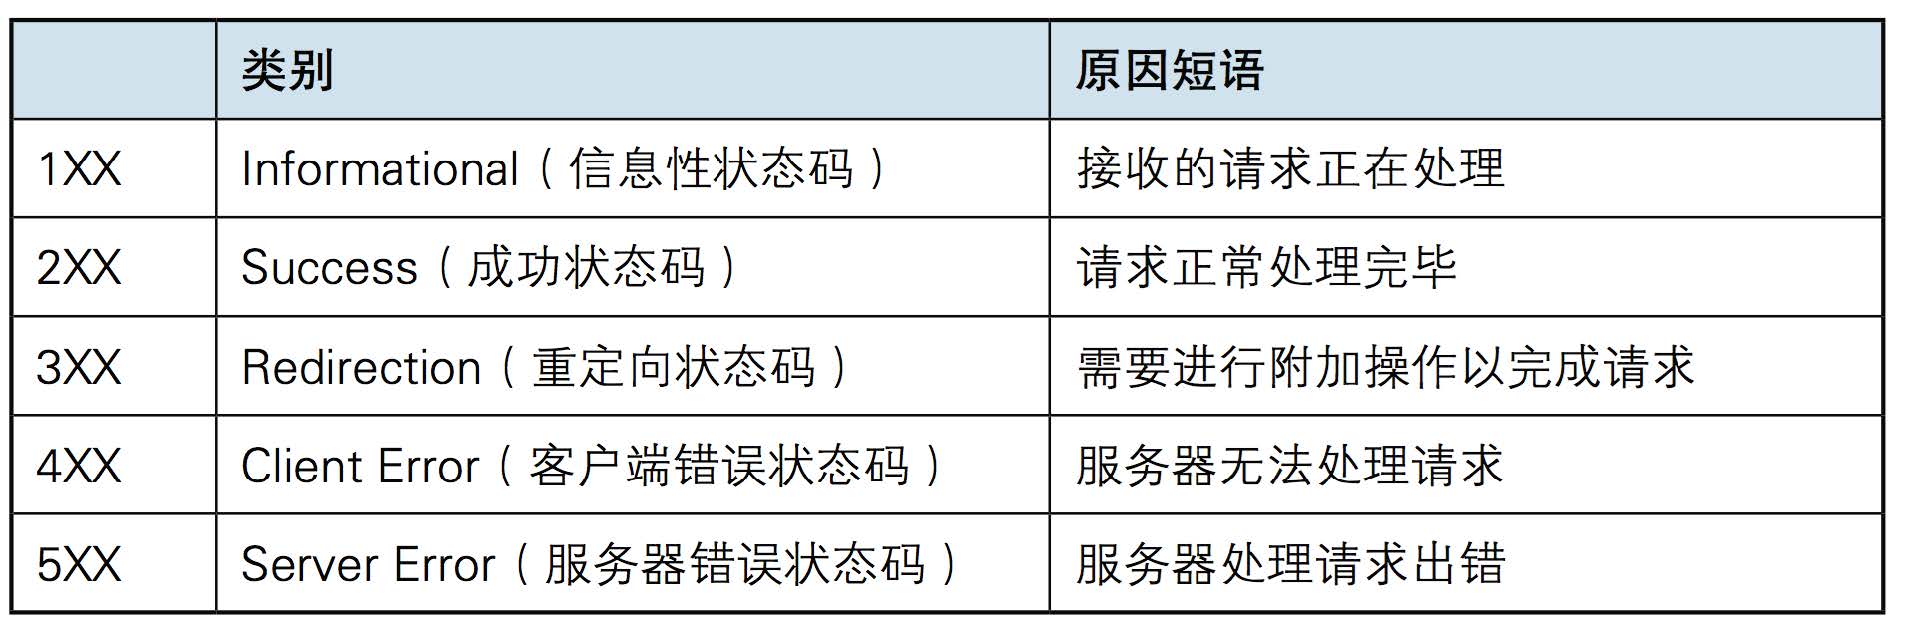 类别 原因短语
1XX Informational（信息性状态码） 接收的请求正在处理
2XX Success（成功状态码） 请求正常处理完毕
3XX Redirection（重定向状态码） 需要进行附加操作以完成请求
4XX Client Error（客户端错误状态码） 服务器无法处理请求
5XX Server Error（服务器错误状态码） 服务器处理请求出错